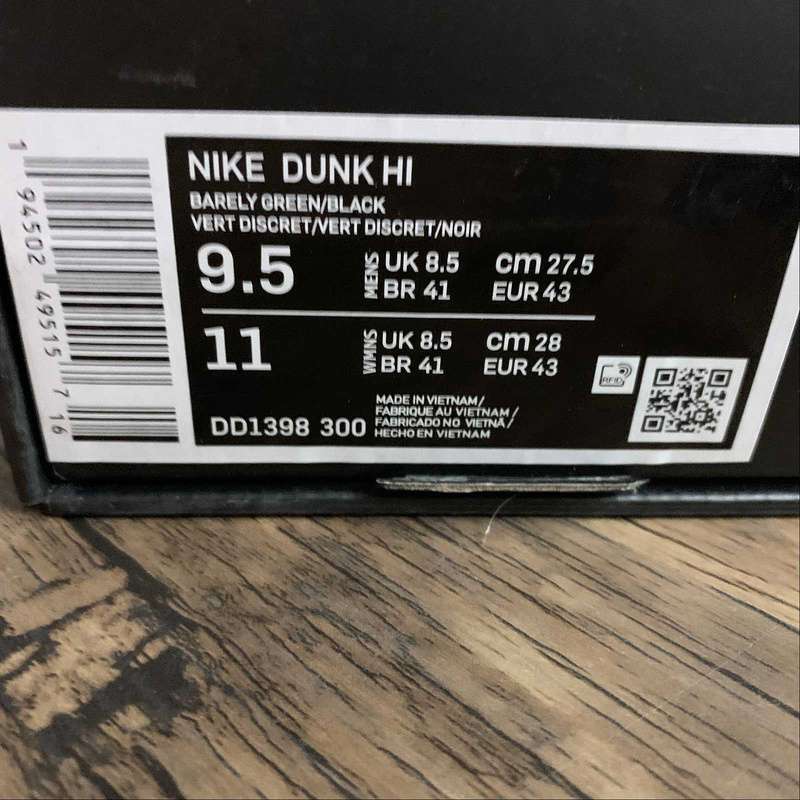 NIKE DUNK HI
BARELY GREEN/BLACK
VERT DISCRET/VERT DISCRET/NOIR
9.5 MENS UK 8.5 cm 27.5
BR 41 EUR 43
11 WMNS UK 8.5 cm 28
BR 41 EUR 43
RFID
DD1398 300
MADE IN VIETNAM/
FABRIQUE AU VIETNAM/
FABRICADO NO VIETNÃ/
HECHO EN VIETNAM
1 94502 49515 7 16